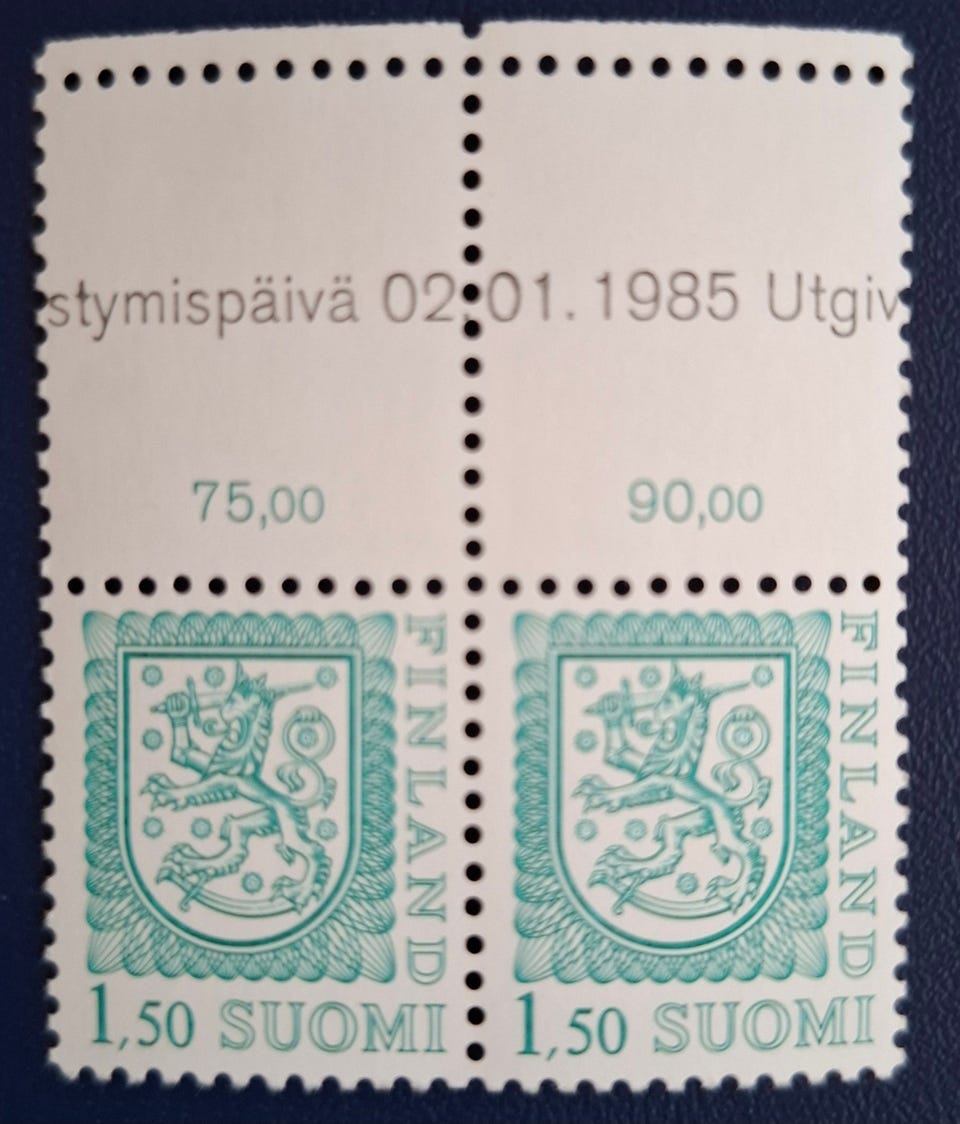 stymispäivä 02.01.1985 Utgiv
75,00 90,00
FINLAND FINLAND
1,50 SUOMI 1,50 SUOMI